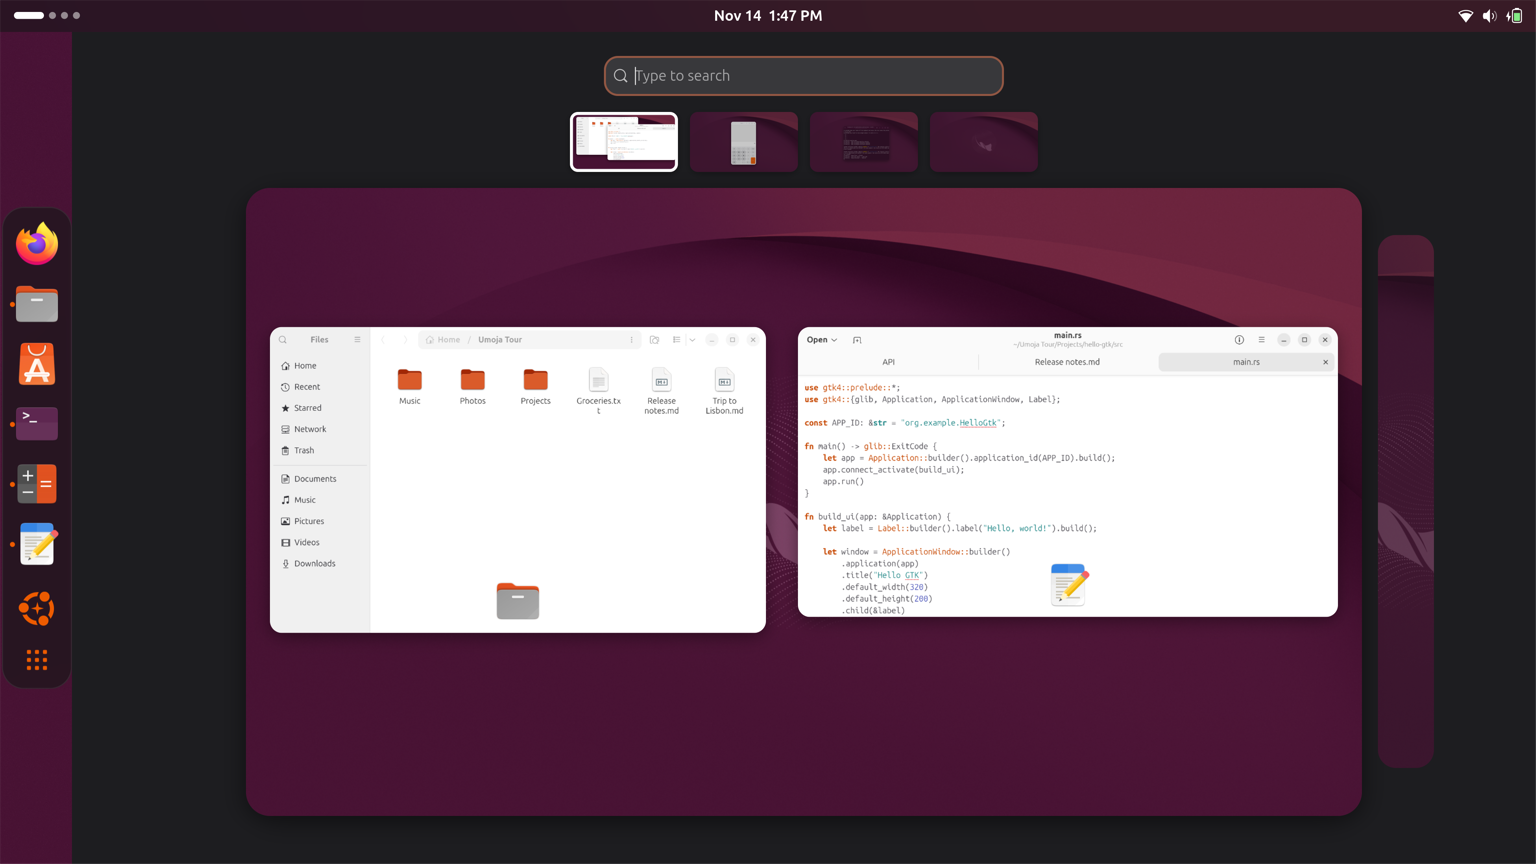 Nov 14 1:47 PM
Type to search
Files
Home / Umoja Tour
Home
Recent
Starred
Network
Trash
Documents
Music
Pictures
Videos
Downloads
Music
Photos
Projects
Groceries.tx
t
Release
notes.md
Trip to
Lisbon.md
Open
main.rs
~/Umoja Tour/Projects/hello-gtk/src
API
Release notes.md
main.rs
use gtk4::prelude::*;
use gtk4::{glib, Application, ApplicationWindow, Label};
const APP_ID: &str = "org.example.HelloGtk";
fn main() -> glib::ExitCode {
    let app = Application::builder().application_id(APP_ID).build();
    app.connect_activate(build_ui);
    app.run()
}
fn build_ui(app: &Application) {
    let label = Label::builder().label("Hello, world!").build();
    let window = ApplicationWindow::builder()
        .application(app)
        .title("Hello GTK")
        .default_width(320)
        .default_height(200)
        .child(&label)